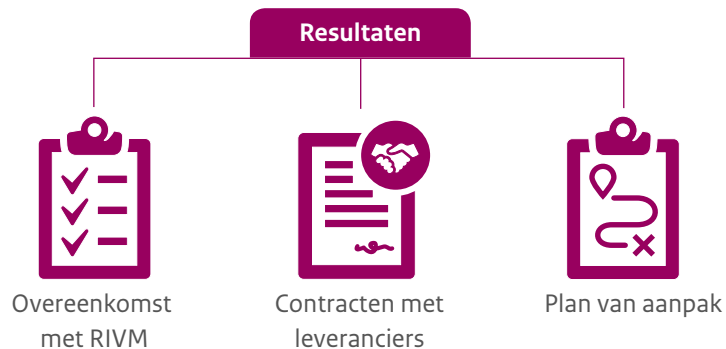 Resultaten
Overeenkomst
met RIVM
Contracten met
leveranciers
Plan van aanpak